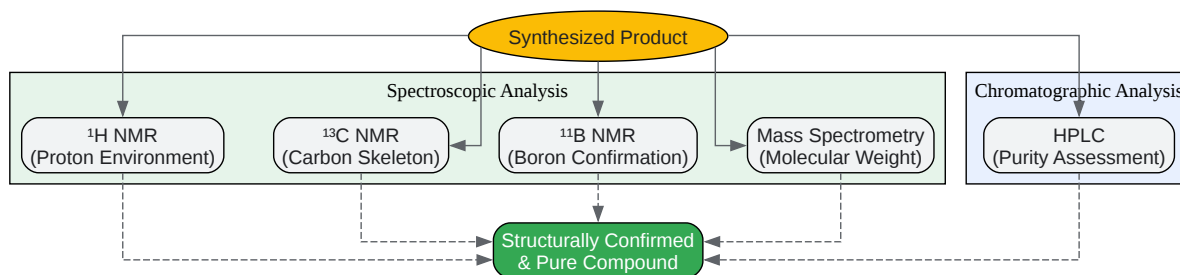 Synthesized Product
Spectroscopic Analysis
Chromatographic Analysis
¹H NMR
(Proton Environment)
¹³C NMR
(Carbon Skeleton)
¹¹B NMR
(Boron Confirmation)
Mass Spectrometry
(Molecular Weight)
HPLC
(Purity Assessment)
Structurally Confirmed
& Pure Compound